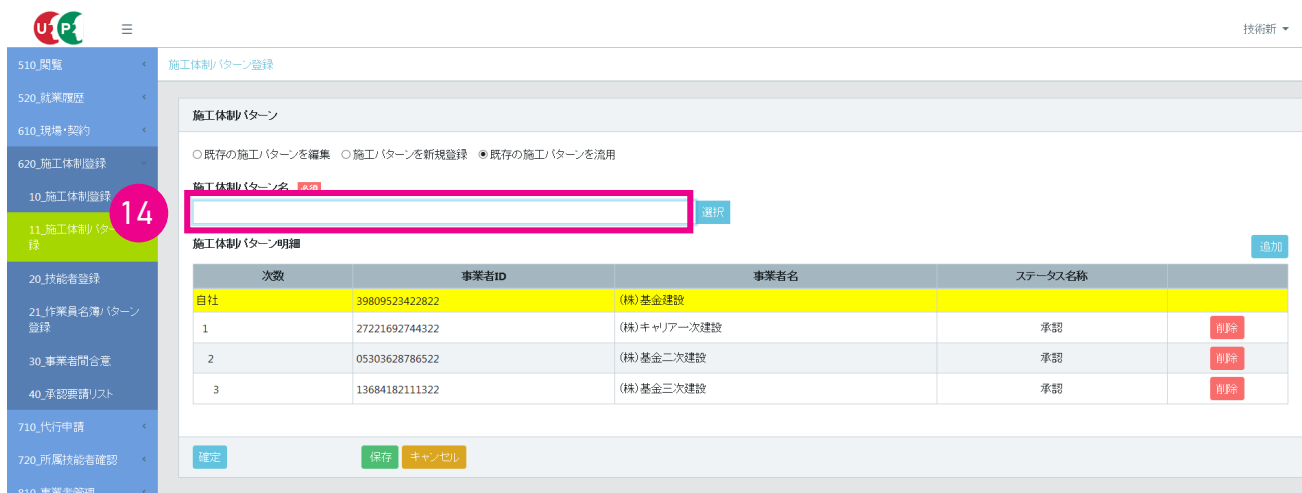 UPC
技術新
510_閲覧
520_就業履歴
610_現場・契約
620_施工体制登録
10_施工体制登録
11_施工体制パター
録
20_技能者登録
21_作業員名簿パターン
登録
30_事業者間合意
40_承認要請リスト
710_代行申請
720_所属技能者確認
810_事業者管理
14
施工体制パターン登録
施工体制パターン
既存の施工パターンを編集 施工パターンを新規登録 既存の施工パターンを流用
施工体制パターン名 必須
選択
施工体制パターン明細 追加
次数 事業者ID 事業者名 ステータス名称
自社 39809523422822 (株)基金建設
1 27221692744322 (株)キャリア一次建設 承認 削除
2 05303628786522 (株)基金二次建設 承認 削除
3 13684182111322 (株)基金三次建設 承認 削除
確定 保存 キャンセル